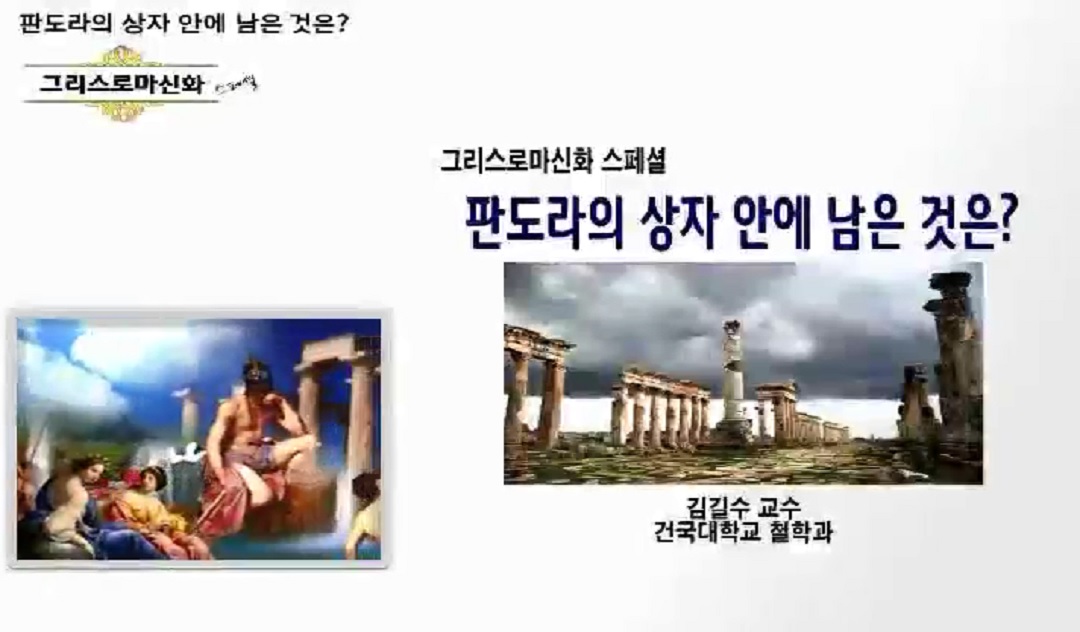 판도라의 상자 안에 남은 것은?
그리스로마신화 스페셜
그리스로마신화 스페셜
판도라의 상자 안에 남은 것은?
김길수 교수
건국대학교 철학과